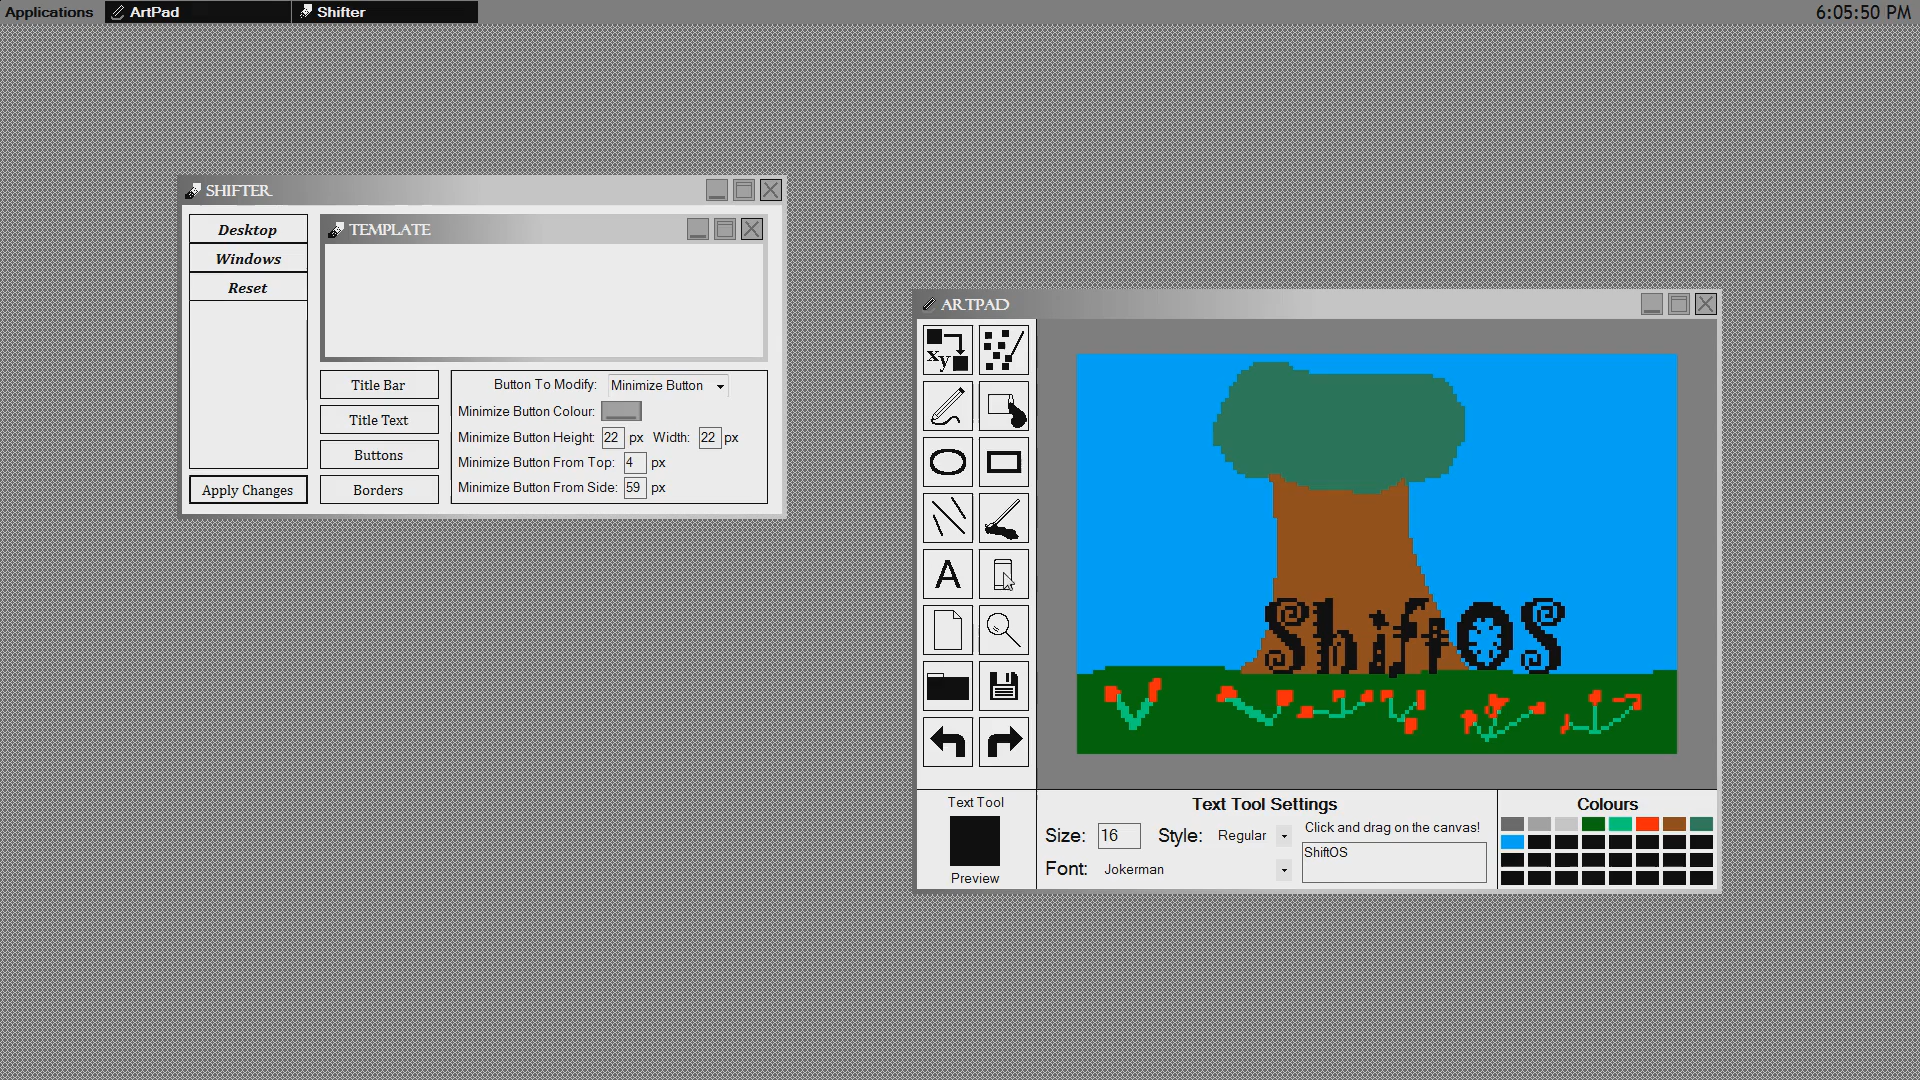 Applications ArtPad Shifter 6:05:50 PM
SHIFTER
Desktop
Windows
Reset
Apply Changes
TEMPLATE
Title Bar
Title Text
Buttons
Borders
Button To Modify: Minimize Button
Minimize Button Colour:
Minimize Button Height: 22 px Width: 22 px
Minimize Button From Top: 4 px
Minimize Button From Side: 59 px
ARTPAD
xy
A
ShiftOS
Text Tool
Preview
Text Tool Settings
Size: 16 Style: Regular
Font: Jokerman
Click and drag on the canvas!
ShiftOS
Colours